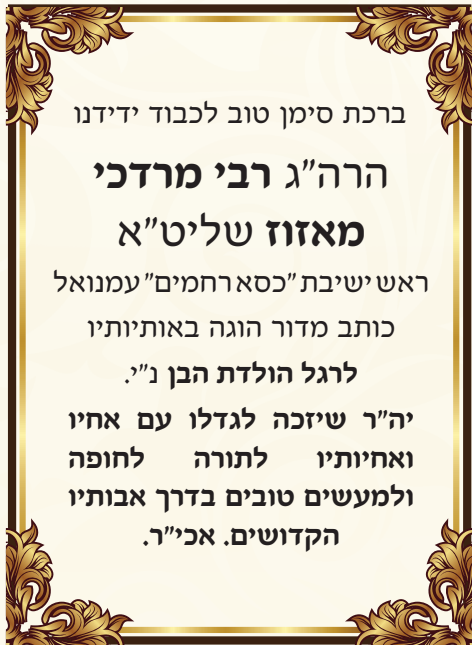 ברכת סימן טוב לכבוד ידידנו
הרה"ג רבי מרדכי
מאזוז שליט"א
ראש ישיבת "כסא רחמים" עמנואל
כותב מדור הוגה באותיותיו
לרגל הולדת הבן נ"י.
יה"ר שיזכה לגדלו עם אחיו
ואחיותיו לתורה לחופה
ולמעשים טובים בדרך אבותיו
הקדושים. אכי"ר.